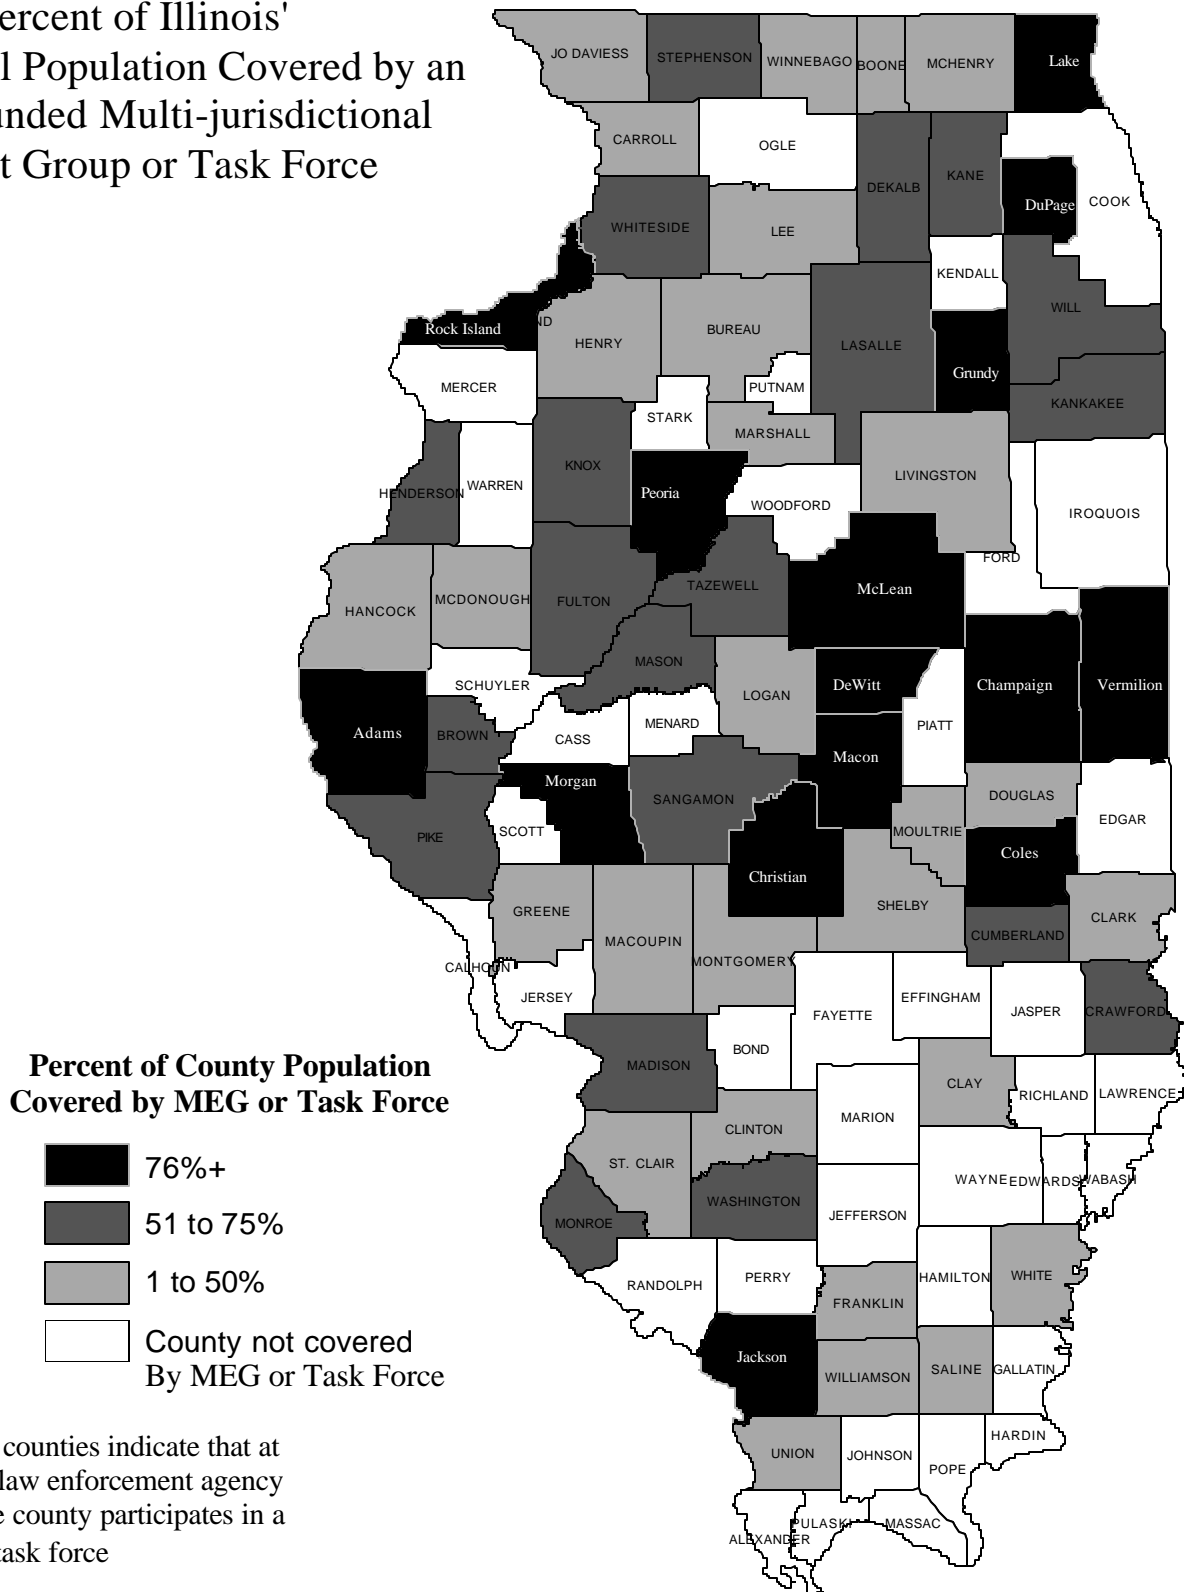 ercent of Illinois'
l Population Covered by an
unded Multi-jurisdictional
t Group or Task Force
JO DAVIESS
STEPHENSON
WINNEBAGO
BOONE
MCHENRY
Lake
CARROLL
OGLE
DEKALB
KANE
DuPage
COOK
WHITESIDE
LEE
KENDALL
WILL
Rock Island
ND
HENRY
BUREAU
LASALLE
Grundy
MERCER
PUTNAM
KANKAKEE
STARK
MARSHALL
HENDERSON
WARREN
KNOX
Peoria
WOODFORD
LIVINGSTON
IROQUOIS
FORD
HANCOCK
MCDONOUGH
FULTON
TAZEWELL
McLean
MASON
SCHUYLER
LOGAN
DeWitt
Champaign
Vermilion
Adams
BROWN
CASS
MENARD
PIATT
Macon
Morgan
SANGAMON
DOUGLAS
EDGAR
PIKE
SCOTT
MOULTRIE
Coles
Christian
GREENE
SHELBY
CLARK
MACOUPIN
CUMBERLAND
MONTGOMERY
CALHOUN
JERSEY
FAYETTE
EFFINGHAM
JASPER
CRAWFORD
BOND
MADISON
CLAY
RICHLAND
LAWRENCE
MARION
CLINTON
ST. CLAIR
WAYNE
EDWARDS
WABASH
MONROE
WASHINGTON
JEFFERSON
RANDOLPH
PERRY
HAMILTON
WHITE
FRANKLIN
Jackson
WILLIAMSON
SALINE
GALLATIN
UNION
JOHNSON
POPE
HARDIN
ALEXANDER
PULASKI
MASSAC
Percent of County Population
Covered by MEG or Task Force
76%+
51 to 75%
1 to 50%
County not covered
By MEG or Task Force
counties indicate that at
law enforcement agency
e county participates in a
task force